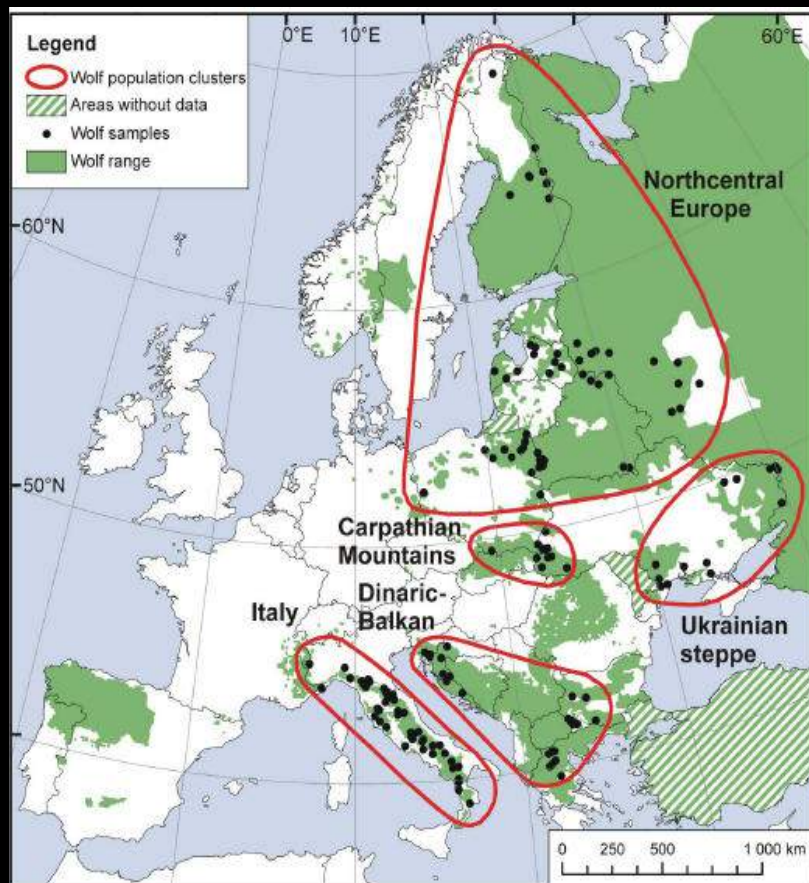 0°E 10°E 60°E
Legend
Wolf population clusters
Areas without data
Wolf samples
Wolf range
Northcentral
Europe
60°N
50°N
Carpathian
Mountains
Dinaric-
Balkan
Italy
Ukrainian
steppe
0 250 500 1 000 km